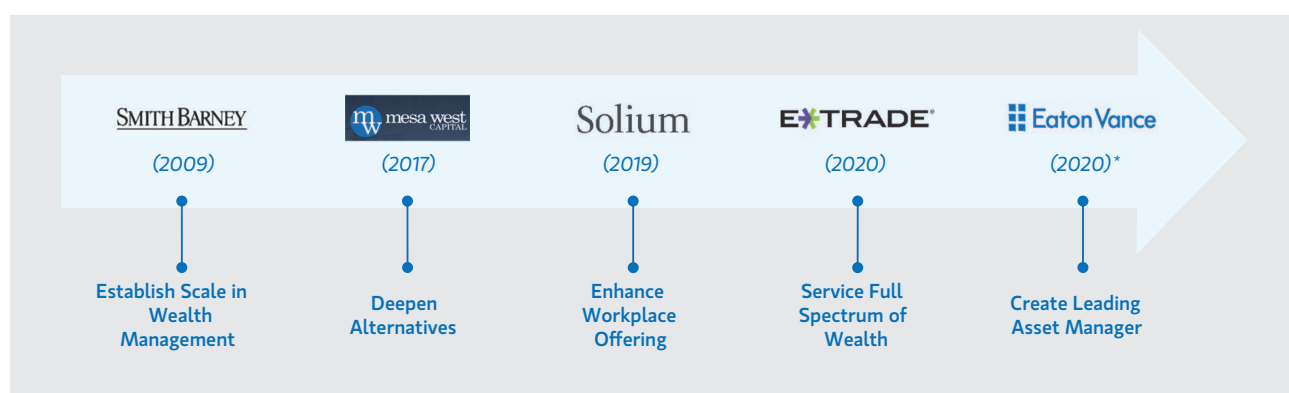 SMITH BARNEY
mw mesa west
CAPITAL
Solium
E*TRADE®
Eaton Vance
(2009)
(2017)
(2019)
(2020)
(2020)*
Establish Scale in
Wealth
Management
Deepen
Alternatives
Enhance
Workplace
Offering
Service Full
Spectrum of
Wealth
Create Leading
Asset Manager